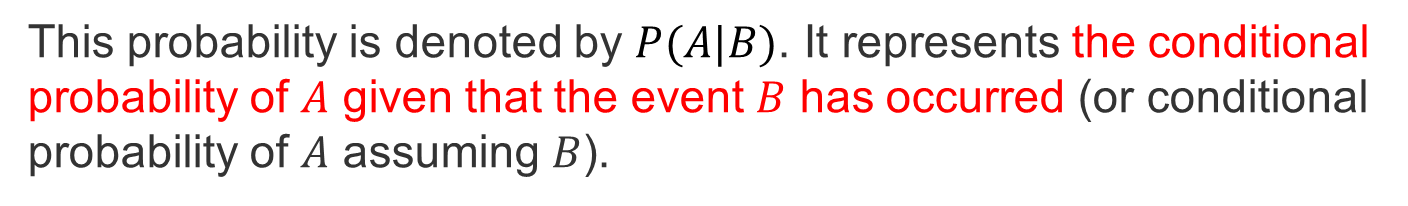 This probability is denoted by P(A|B). It represents the conditional
probability of A given that the event B has occurred (or conditional
probability of A assuming B).